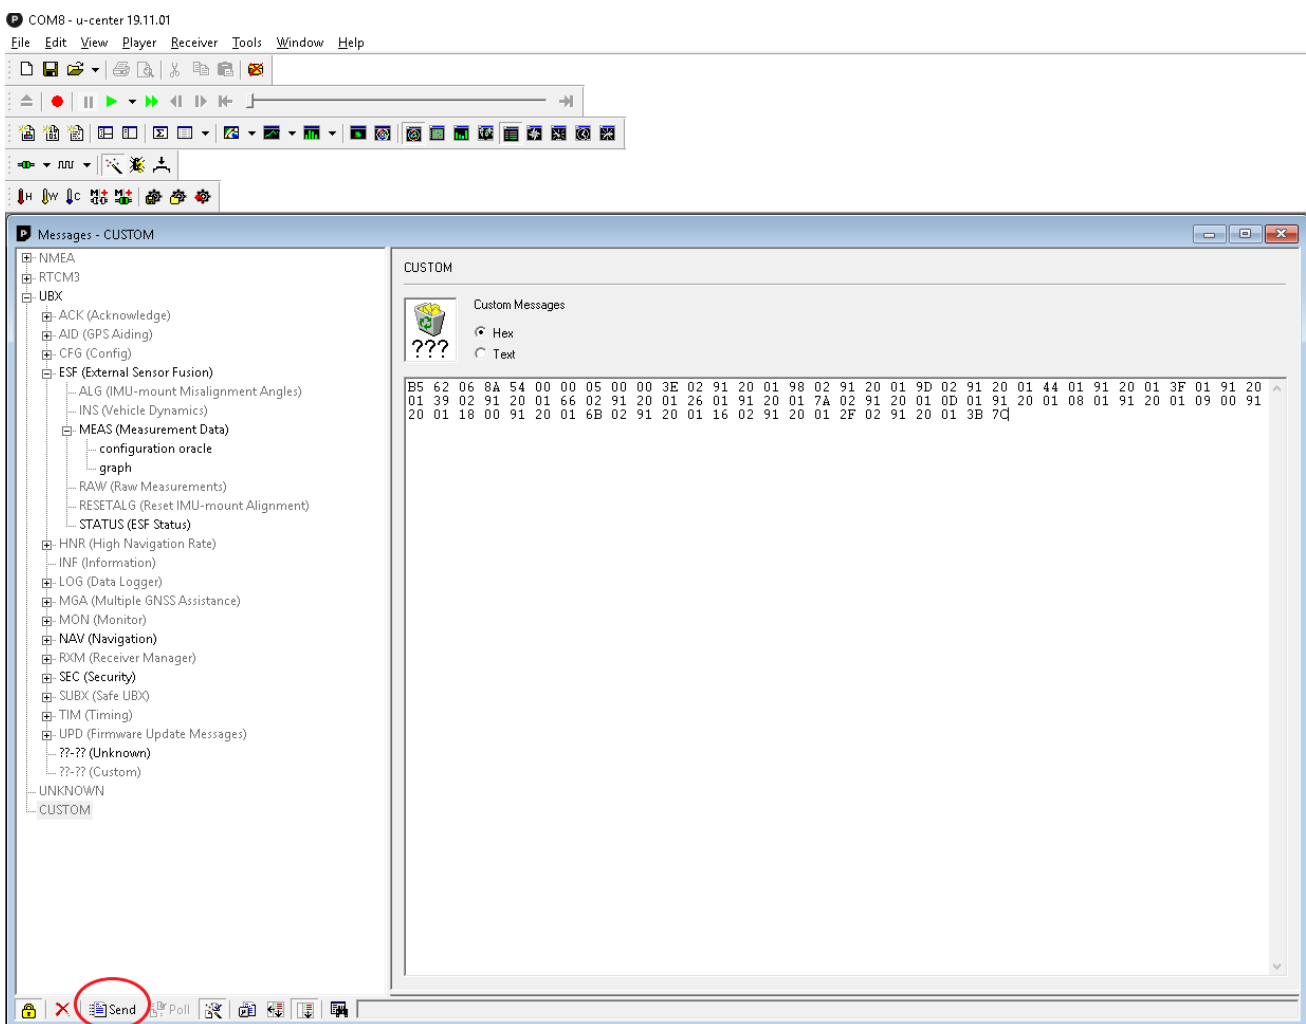 COM8 - u-center 19.11.01
File Edit View Player Receiver Tools Window Help
H W C
Messages - CUSTOM
NMEA
RTCM3
UBX
ACK (Acknowledge)
AID (GPS Aiding)
CFG (Config)
ESF (External Sensor Fusion)
ALG (IMU-mount Misalignment Angles)
INS (Vehicle Dynamics)
MEAS (Measurement Data)
configuration oracle
graph
RAW (Raw Measurements)
RESETALG (Reset IMU-mount Alignment)
STATUS (ESF Status)
HNR (High Navigation Rate)
INF (Information)
LOG (Data Logger)
MGA (Multiple GNSS Assistance)
MON (Monitor)
NAV (Navigation)
RXM (Receiver Manager)
SEC (Security)
SUBX (Safe UBX)
TIM (Timing)
UPD (Firmware Update Messages)
??-?? (Unknown)
??-?? (Custom)
UNKNOWN
CUSTOM
CUSTOM
???
Custom Messages
Hex
Text
B5 62 06 8A 54 00 00 05 00 00 3E 02 91 20 01 98 02 91 20 01 9D 02 91 20 01 44 01 91 20 01 3F 01 91 20
01 39 02 91 20 01 66 02 91 20 01 26 01 91 20 01 7A 02 91 20 01 0D 01 91 20 01 08 01 91 20 01 09 00 91
20 01 18 00 91 20 01 6B 02 91 20 01 16 02 91 20 01 2F 02 91 20 01 3B 7C
Send Poll